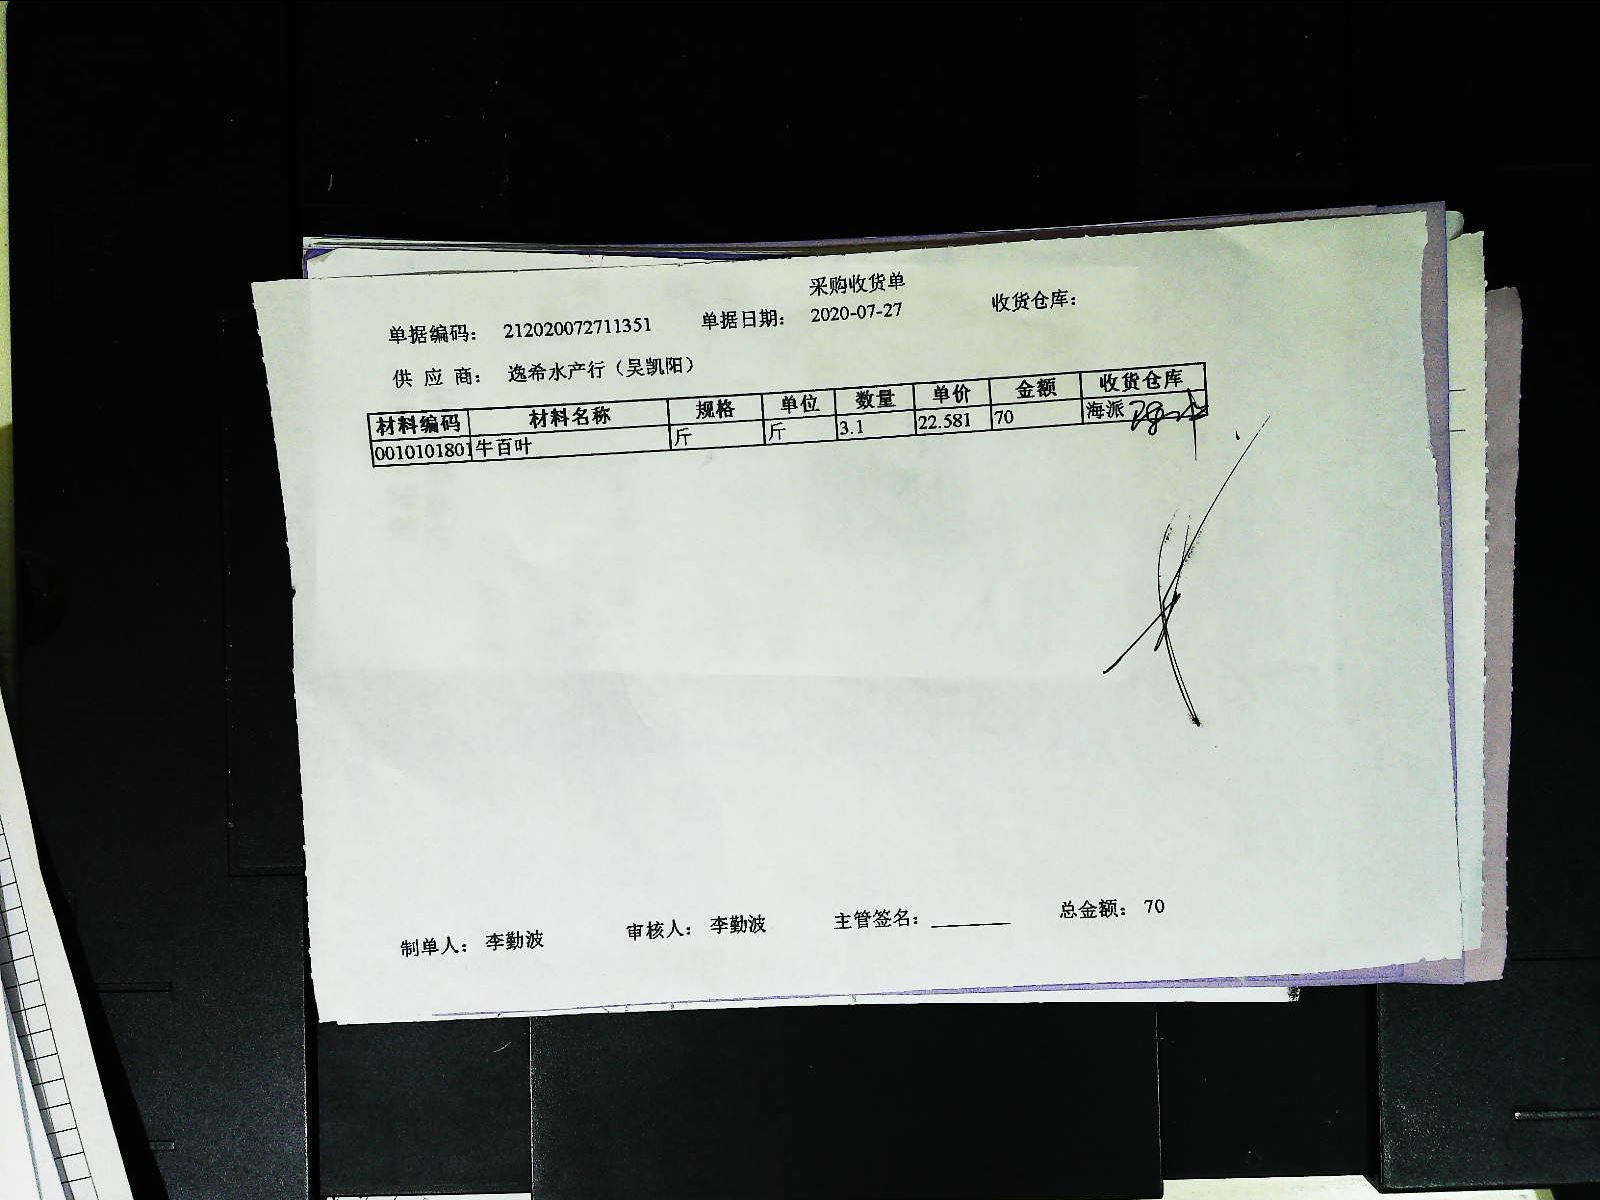 采购收货单
单据编码： 212020072711351 单据日期： 2020-07-27 收货仓库：
供 应 商： 逸希水产行（吴凯阳）
材料编码 材料名称 规格 单位 数量 单价 金额 收货仓库
0010101801 牛百叶 斤 斤 3.1 22.581 70 海派
制单人： 李勤波 审核人： 李勤波 主管签名： 总金额： 70